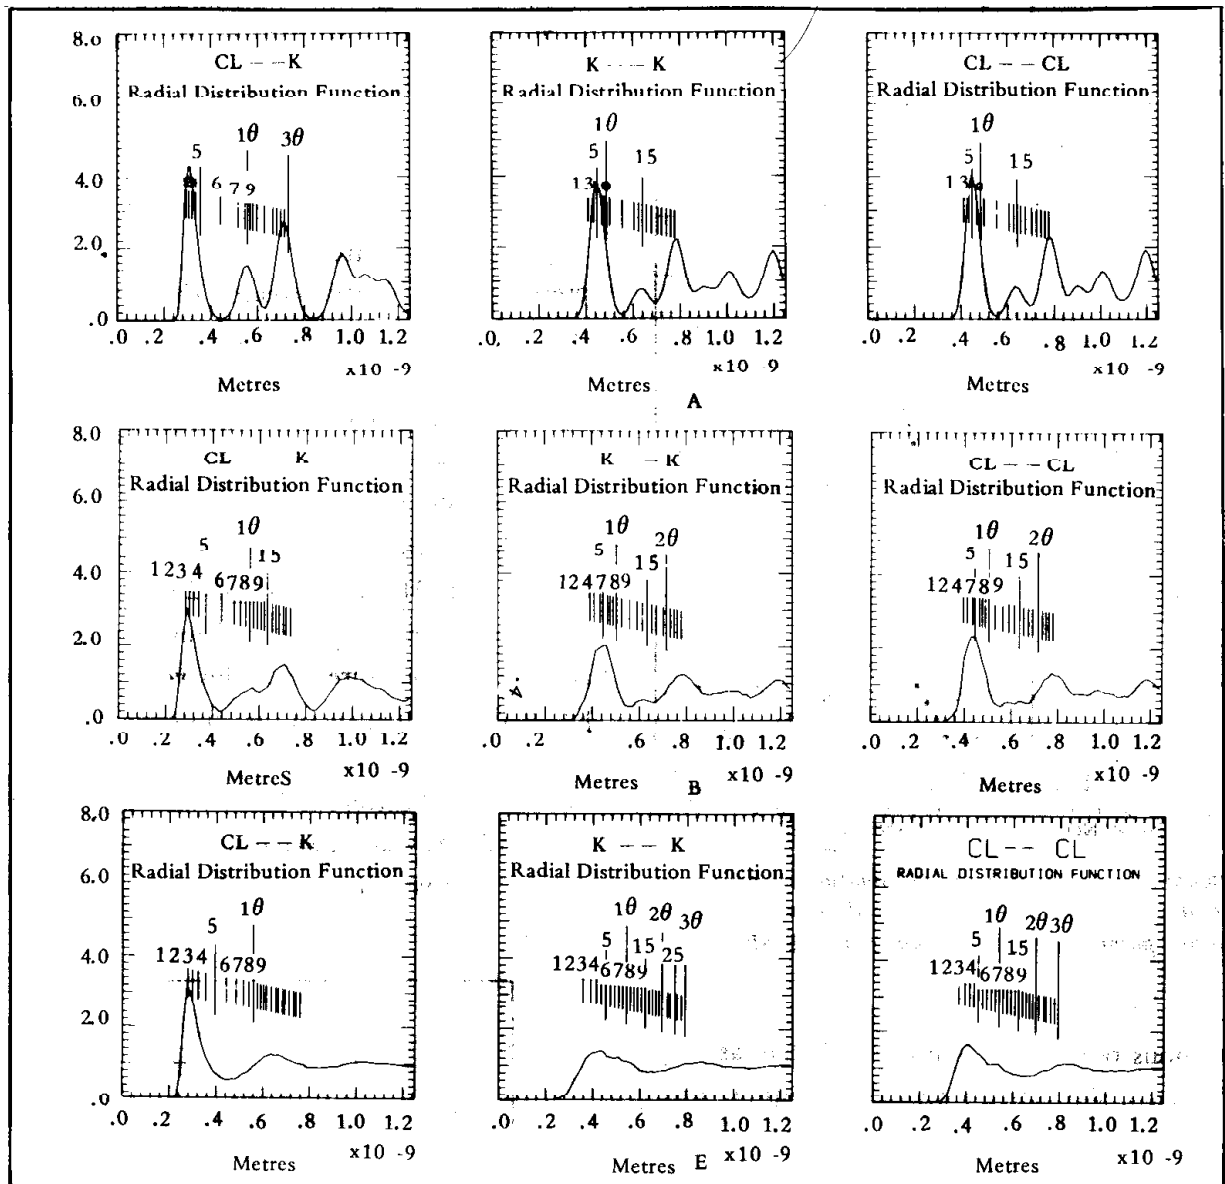 8.0
6.0
4.0
2.0
.0
CL -- K
Radial Distribution Function
5 1θ 3θ
6 7 9
.0 .2 .4 .6 .8 1.0 1.2
x10 -9
Metres
K ---- K
Radial Distribution Function
1θ
5 15
1 3
.0 .2 .4 .6 .8 1.0 1.2
x10 -9
Metres
CL -- CL
Radial Distribution Function
1θ
5 15
1 3
.0 .2 .4 .6 .8 1.0 1.2
x10 -9
Metres
A
8.0
6.0
4.0
2.0
.0
CL K
Radial Distribution Function
1θ
5 15
1234 6789
.0 .2 .4 .6 .8 1.0 1.2
x10 -9
MetreS
K - K
Radial Distribution Function
1θ 2θ
5 15
124789
.0 .2 .4 .6 .8 1.0 1.2
x10 -9
Metres
CL -- CL
Radial Distribution Function
1θ 2θ
5 15
124789
.0 .2 .4 .6 .8 1.0 1.2
x10 -9
Metres
B
8.0
6.0
4.0
2.0
.0
CL -- K
Radial Distribution Function
1θ
5
1234 6789
.0 .2 .4 .6 .8 1.0 1.2
x10 -9
Metres
K -- K
Radial Distribution Function
1θ 2θ 3θ
5 15 25
1234 6789
.0 .2 .4 .6 .8 1.0 1.2
x10 -9
Metres
CL -- CL
RADIAL DISTRIBUTION FUNCTION
1θ 2θ 3θ
5 15
1234 6789
.0 .2 .4 .6 .8 1.0 1.2
x10 -9
Metres
E